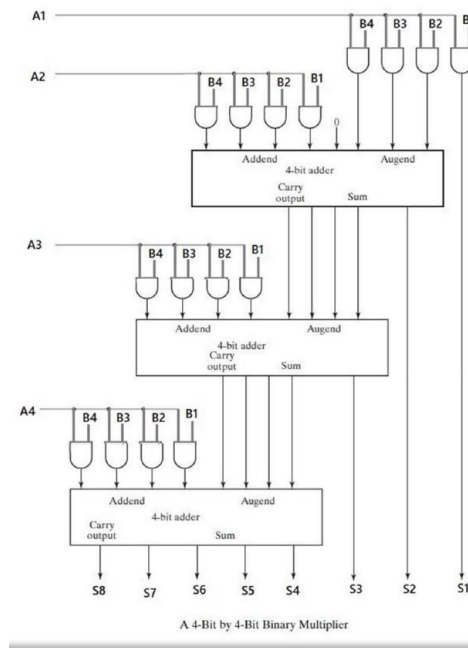 A1
B4 B3 B2 B
A2
B4 B3 B2 B1
0
Addend Augend
4-bit adder
Carry
output Sum
A3
B4 B3 B2 B1
Addend Augend
4-bit adder
Carry
output Sum
A4
B4 B3 B2 B1
Addend Augend
4-bit adder
Carry
output Sum
S8 S7 S6 S5 S4 S3 S2 S1
A 4-Bit by 4-Bit Binary Multiplier